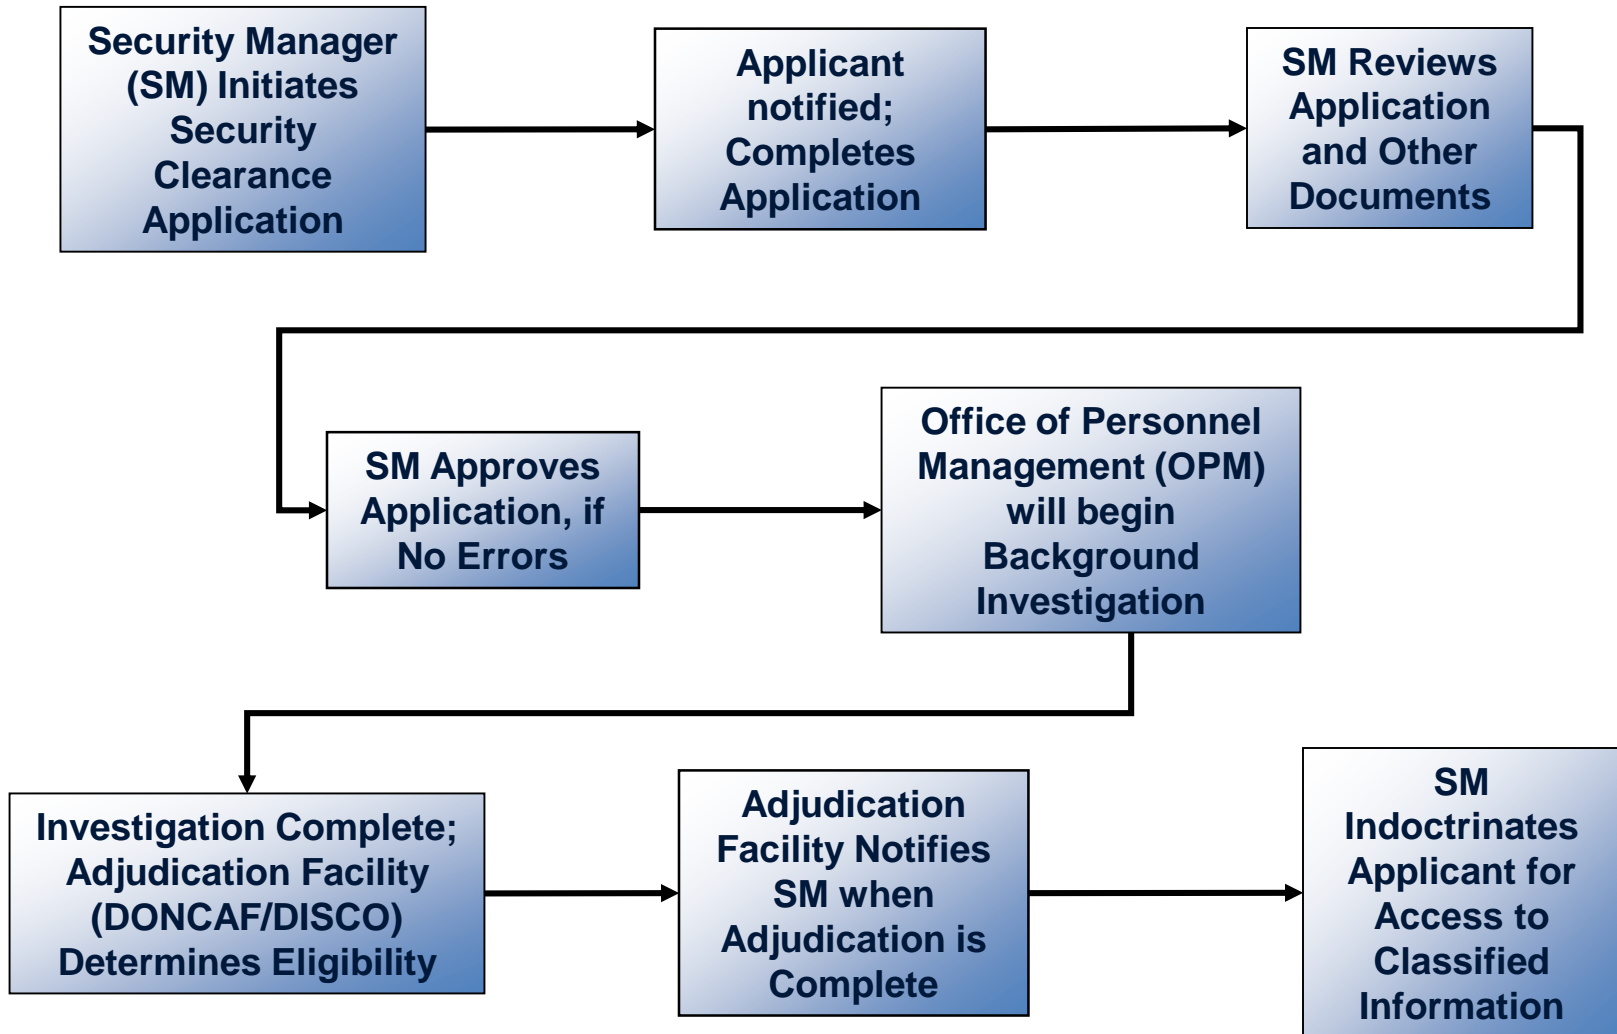 Security Manager
(SM) Initiates
Security
Clearance
Application
Applicant
notified;
Completes
Application
SM Reviews
Application
and Other
Documents
SM Approves
Application, if
No Errors
Office of Personnel
Management (OPM)
will begin
Background
Investigation
Investigation Complete;
Adjudication Facility
(DONCAF/DISCO)
Determines Eligibility
Adjudication
Facility Notifies
SM when
Adjudication is
Complete
SM
Indoctrinates
Applicant for
Access to
Classified
Information